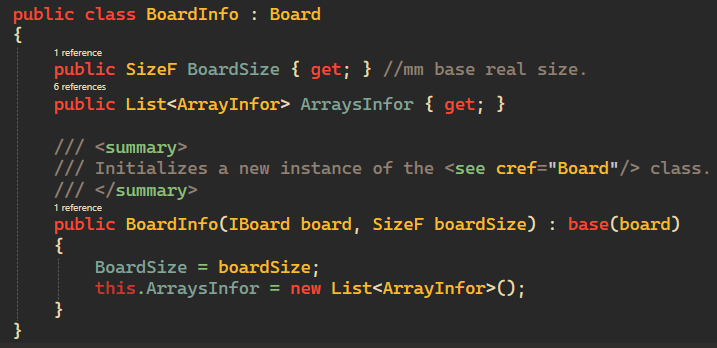 public class BoardInfo : Board
{
1 reference
public SizeF BoardSize { get; } //mm base real size.
6 references
public List<ArrayInfor> ArraysInfor { get; }
/// <summary>
/// Initializes a new instance of the <see cref="Board"/> class.
/// </summary>
1 reference
public BoardInfo(IBoard board, SizeF boardSize) : base(board)
{
BoardSize = boardSize;
this.ArraysInfor = new List<ArrayInfor>();
}
}